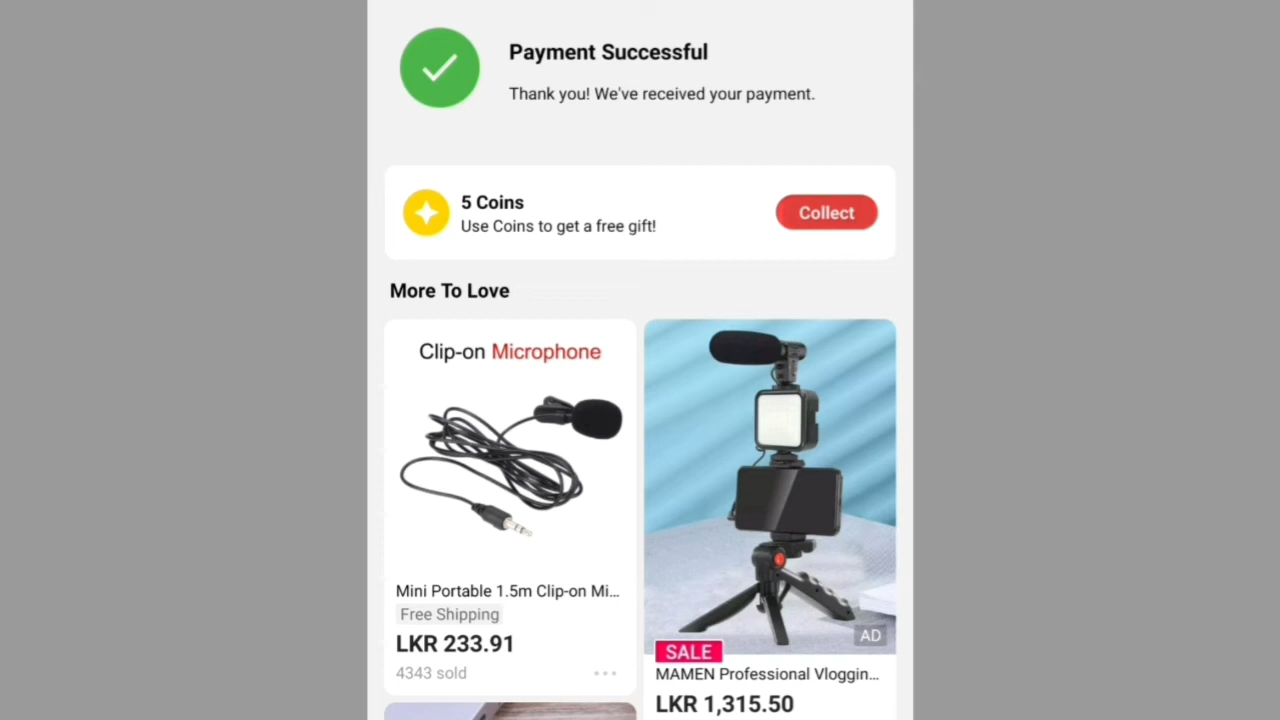 Payment Successful
Thank you! We've received your payment.
5 Coins
Use Coins to get a free gift!
Collect
More To Love
Clip-on Microphone
Mini Portable 1.5m Clip-on Mi...
Free Shipping
LKR 233.91
4343 sold
AD
SALE
MAMEN Professional Vloggin...
LKR 1,315.50